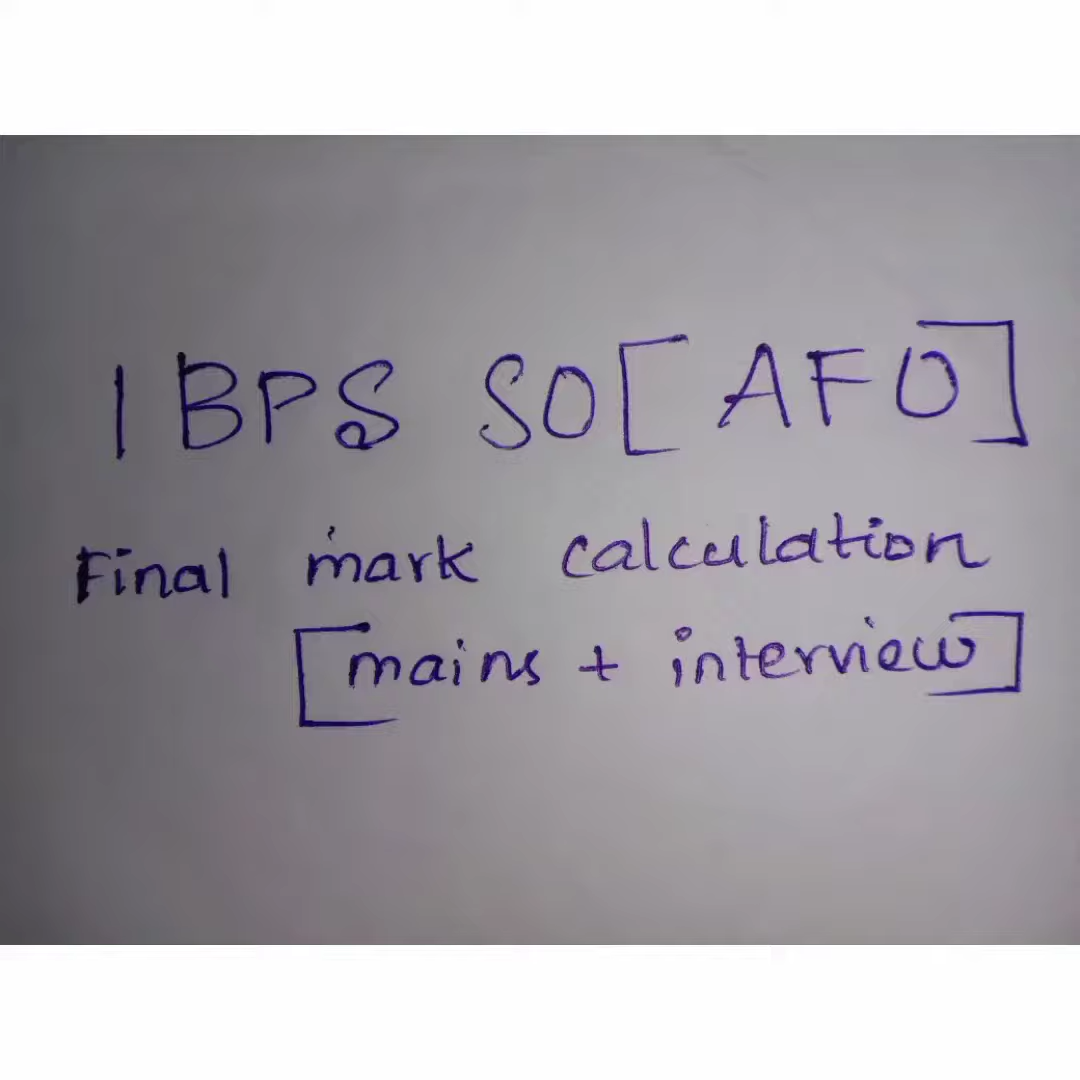 IBPS SO [AFO]
Final mark calculation
[mains + interview]